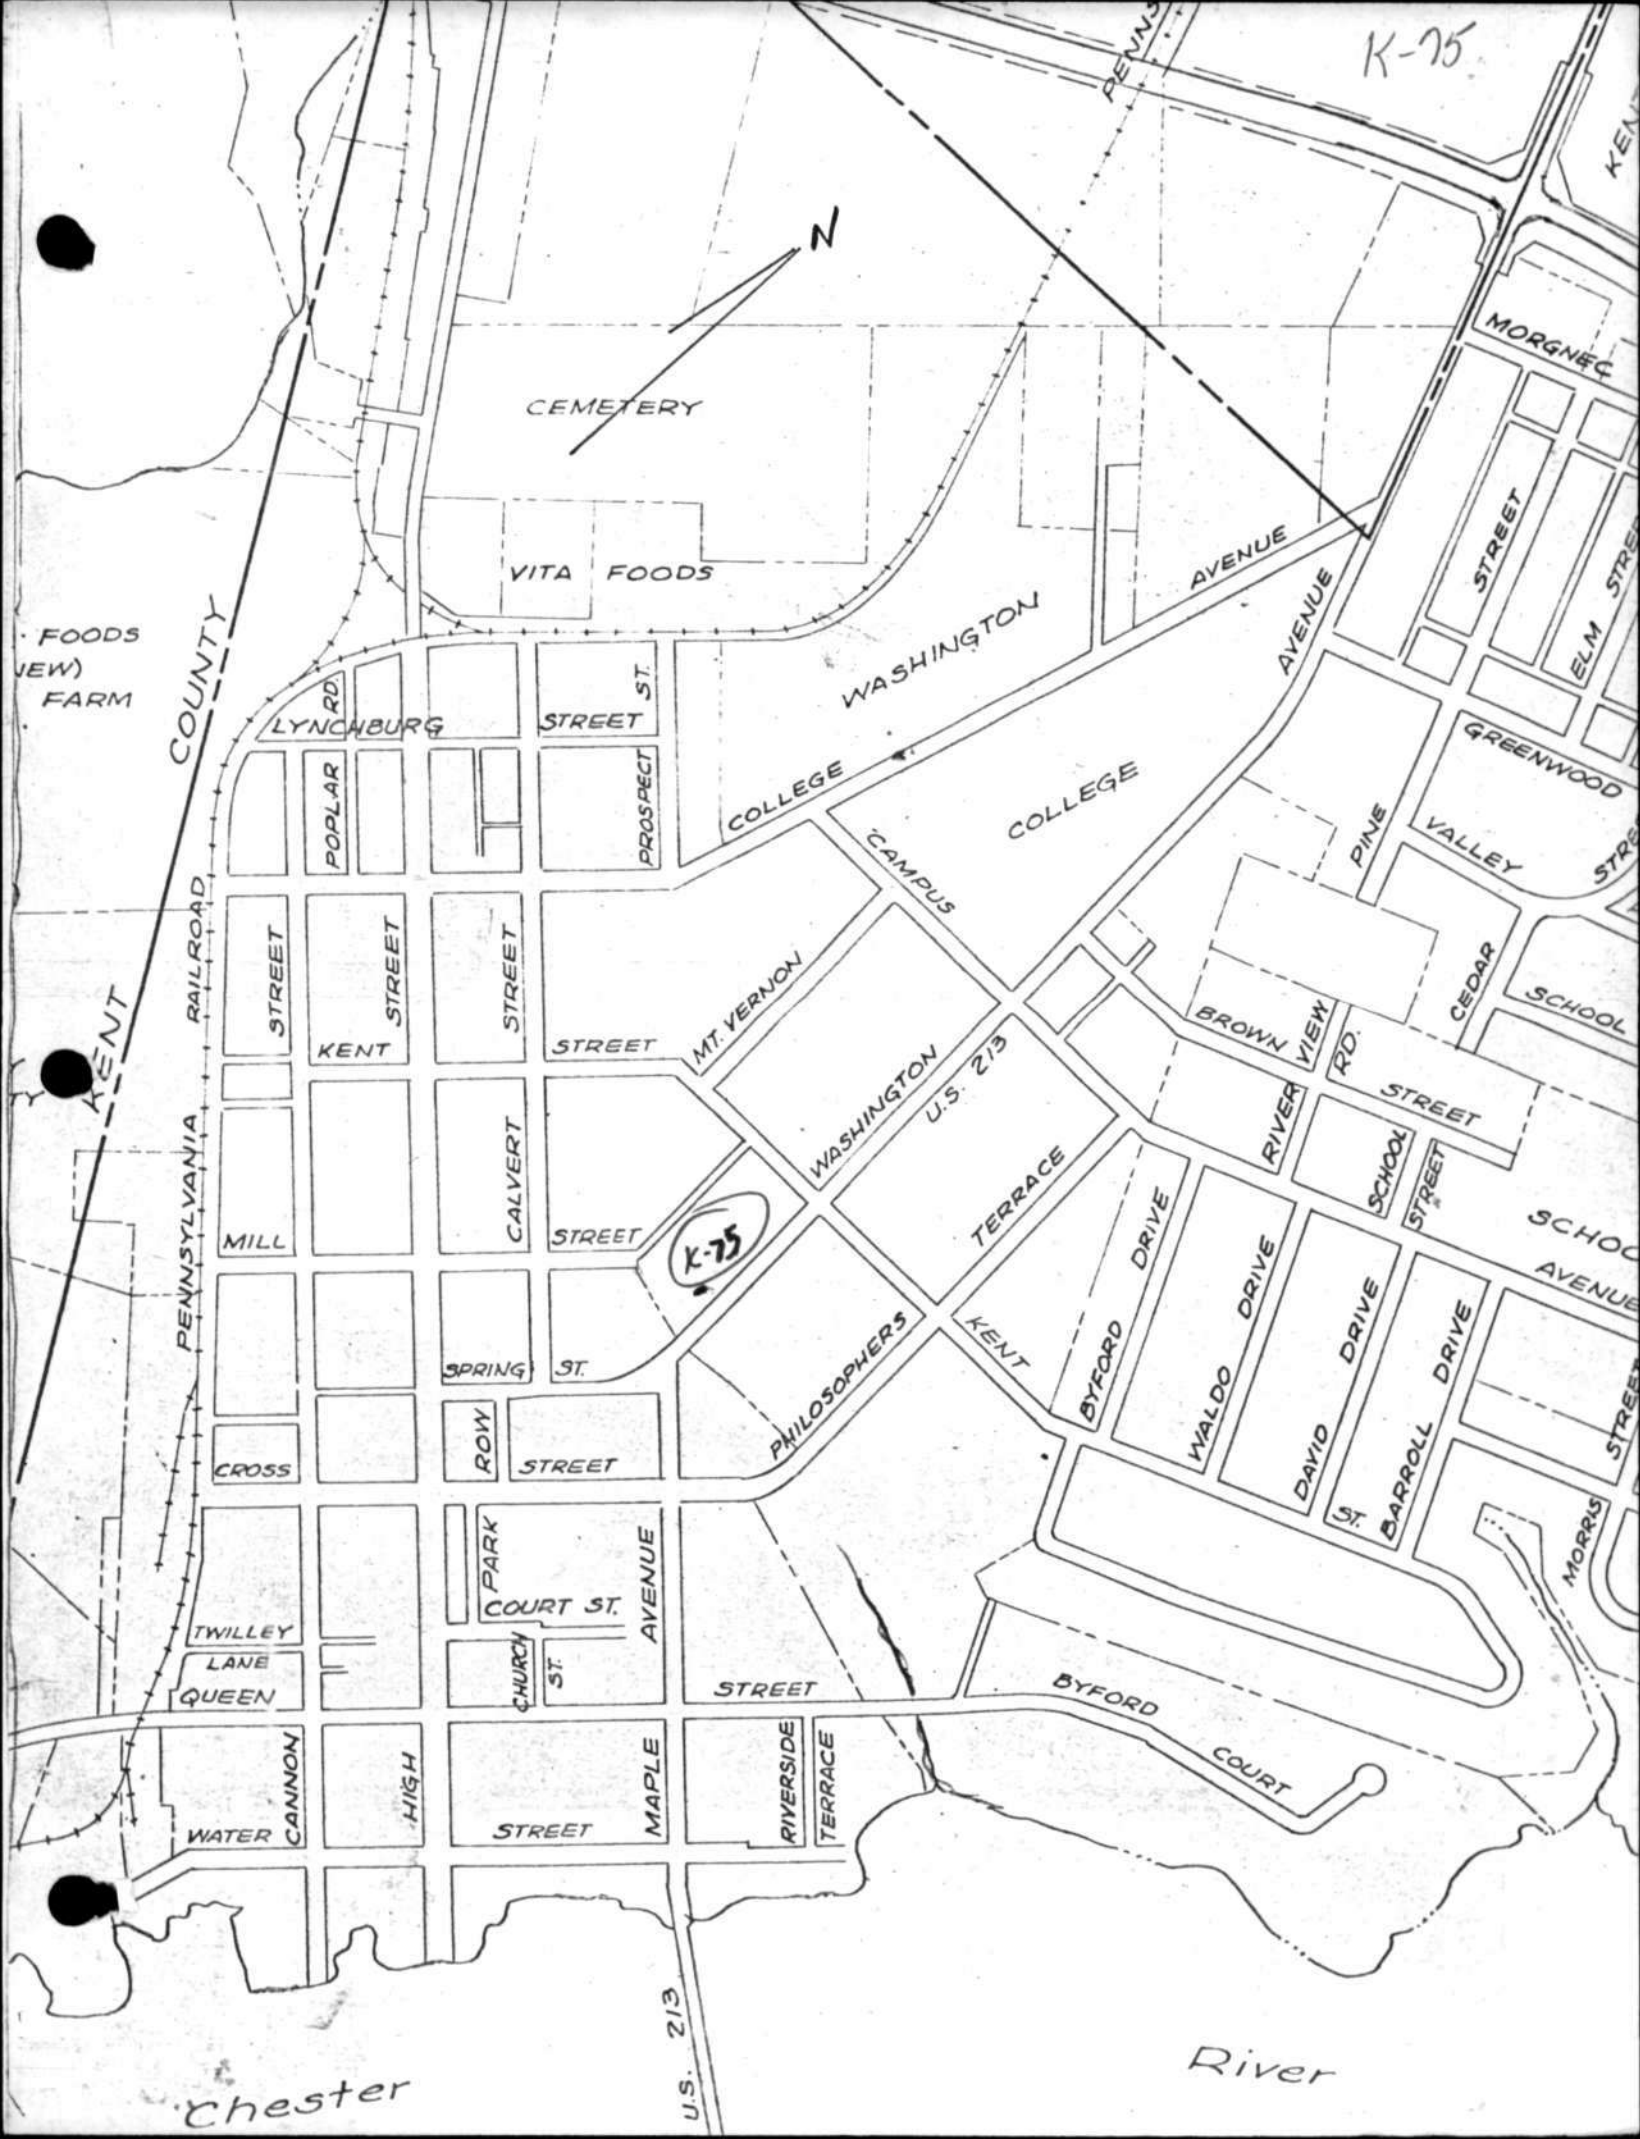 K-75
PENNS
KENT
N
MORGNEC
CEMETERY
STREET
VITA FOODS
AVENUE
AVENUE
ELM STREE
WASHINGTON
FOODS
FARM
COUNTY
RD.
LYNCHBURG STREET
ST.
GREENWOOD
COLLEGE
COLLEGE
POPLAR
PROSPECT
PINE
VALLEY
STREE
CAMPUS
RAILROAD
STREET
STREET
STREET
MT. VERNON
CEDAR
SCHOOL
BROWN
VIEW
RD.
KENT
KENT
STREET
WASHINGTON
U.S. 213
STREET
RIVER
PENNSYLVANIA
CALVERT
TERRACE
SCHOOL
STREET
MILL
STREET
K-75
DRIVE
DRIVE
SCHOO
AVENUE
DRIVE
DRIVE
SPRING ST.
PHILOSOPHERS
KENT
BYFORD
WALDO
DAVID
BARROLL
STREET
ROW
CROSS
STREET
ST.
MORRIS
PARK
COURT ST.
AVENUE
TWILLEY
LANE
CHURCH
ST.
QUEEN
STREET
BYFORD
COURT
CANNON
HIGH
MAPLE
RIVERSIDE
TERRACE
WATER
STREET
U.S. 213
Chester
River